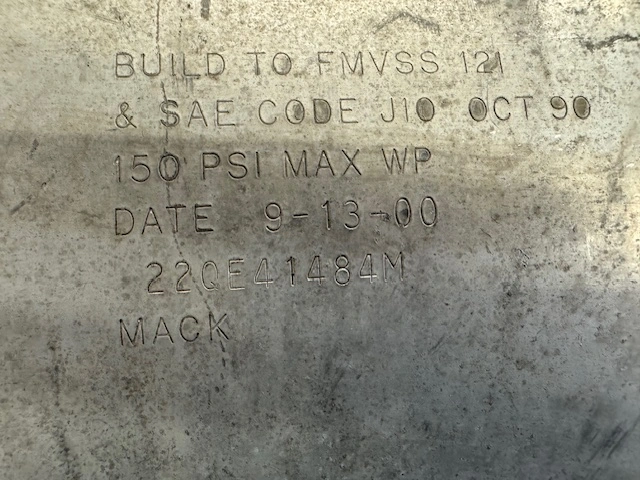 BUILD TO FMVSS 121
& SAE CODE J10 OCT 90
150 PSI MAX WP
DATE 9-13-00
22QE41484M
MACK